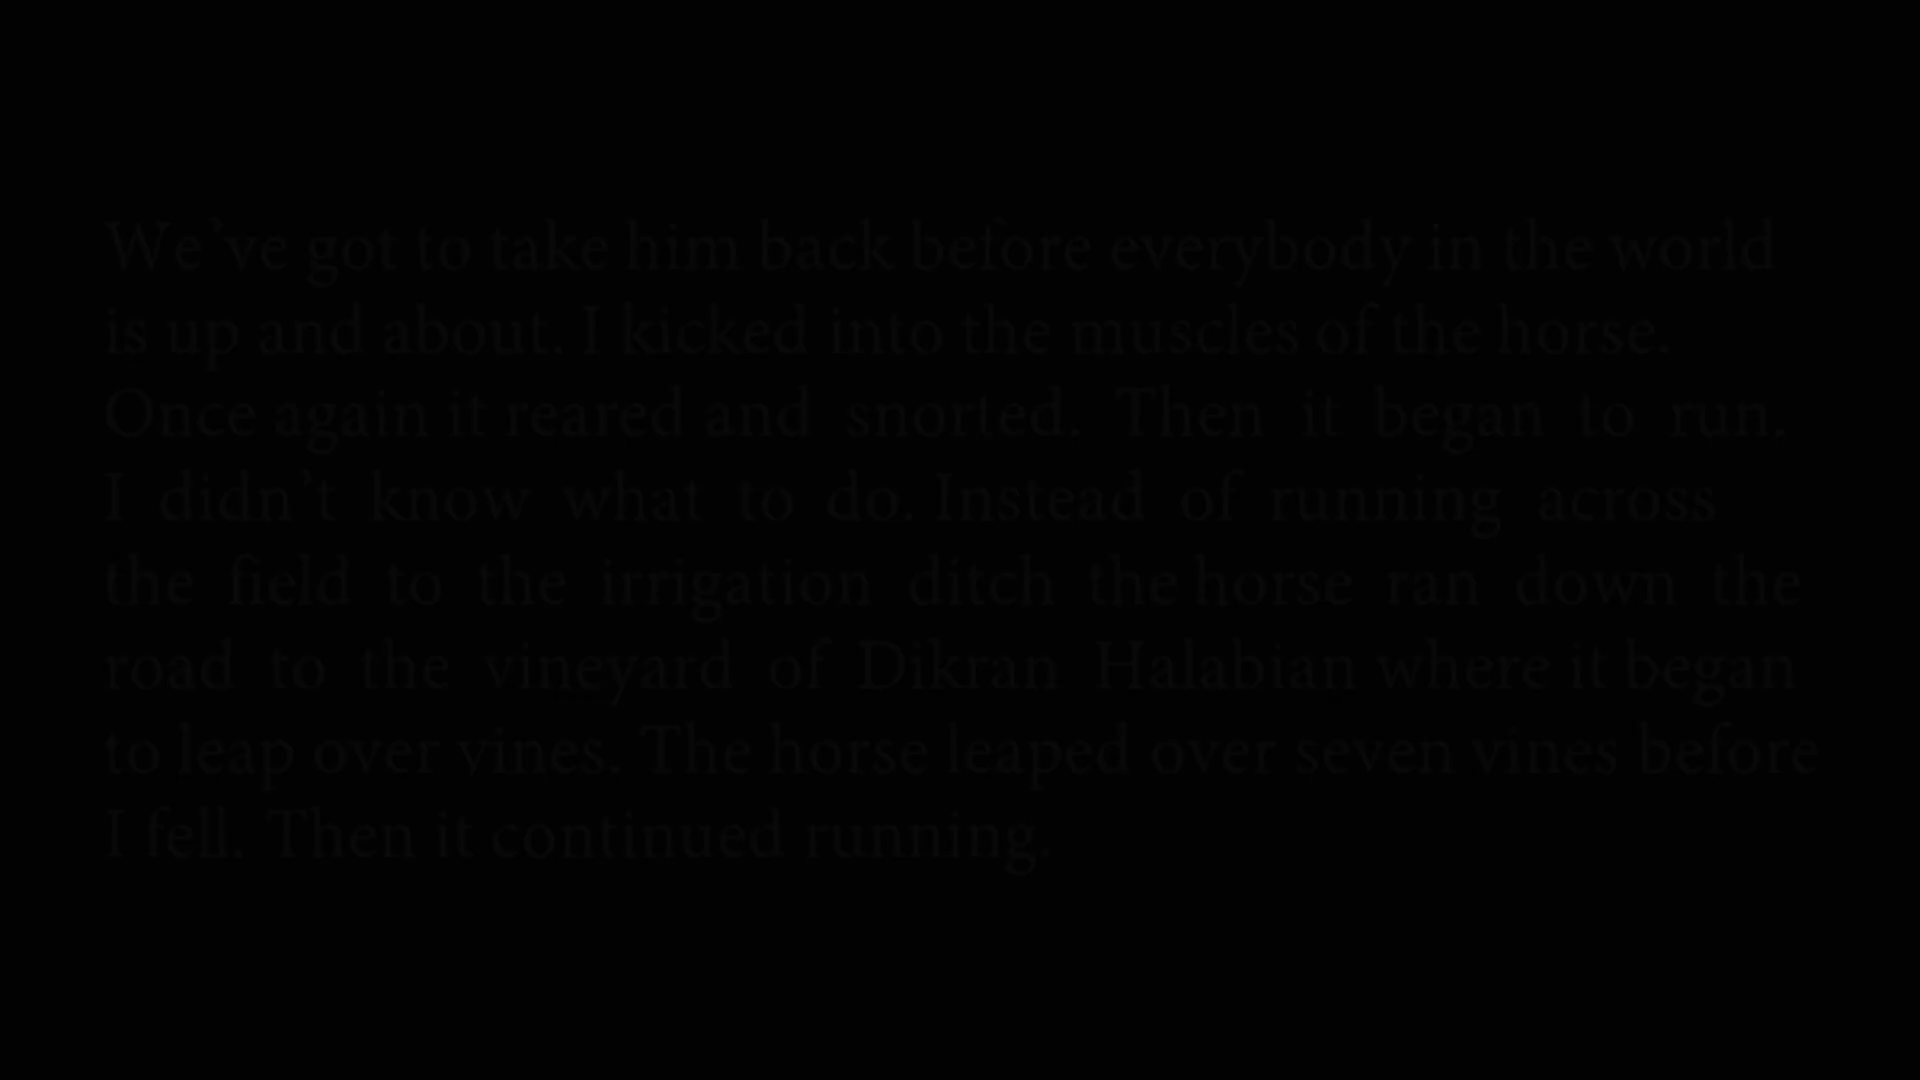 We've got to take him back before everybody in the world
is up and about. I kicked into the muscles of the horse.
Once again it reared and snorted. Then it began to run.
I didn't know what to do. Instead of running across
the field to the irrigation ditch the horse ran down the
road to the vineyard of Dikran Halabian where it began
to leap over vines. The horse leaped over seven vines before
I fell. Then it continued running.